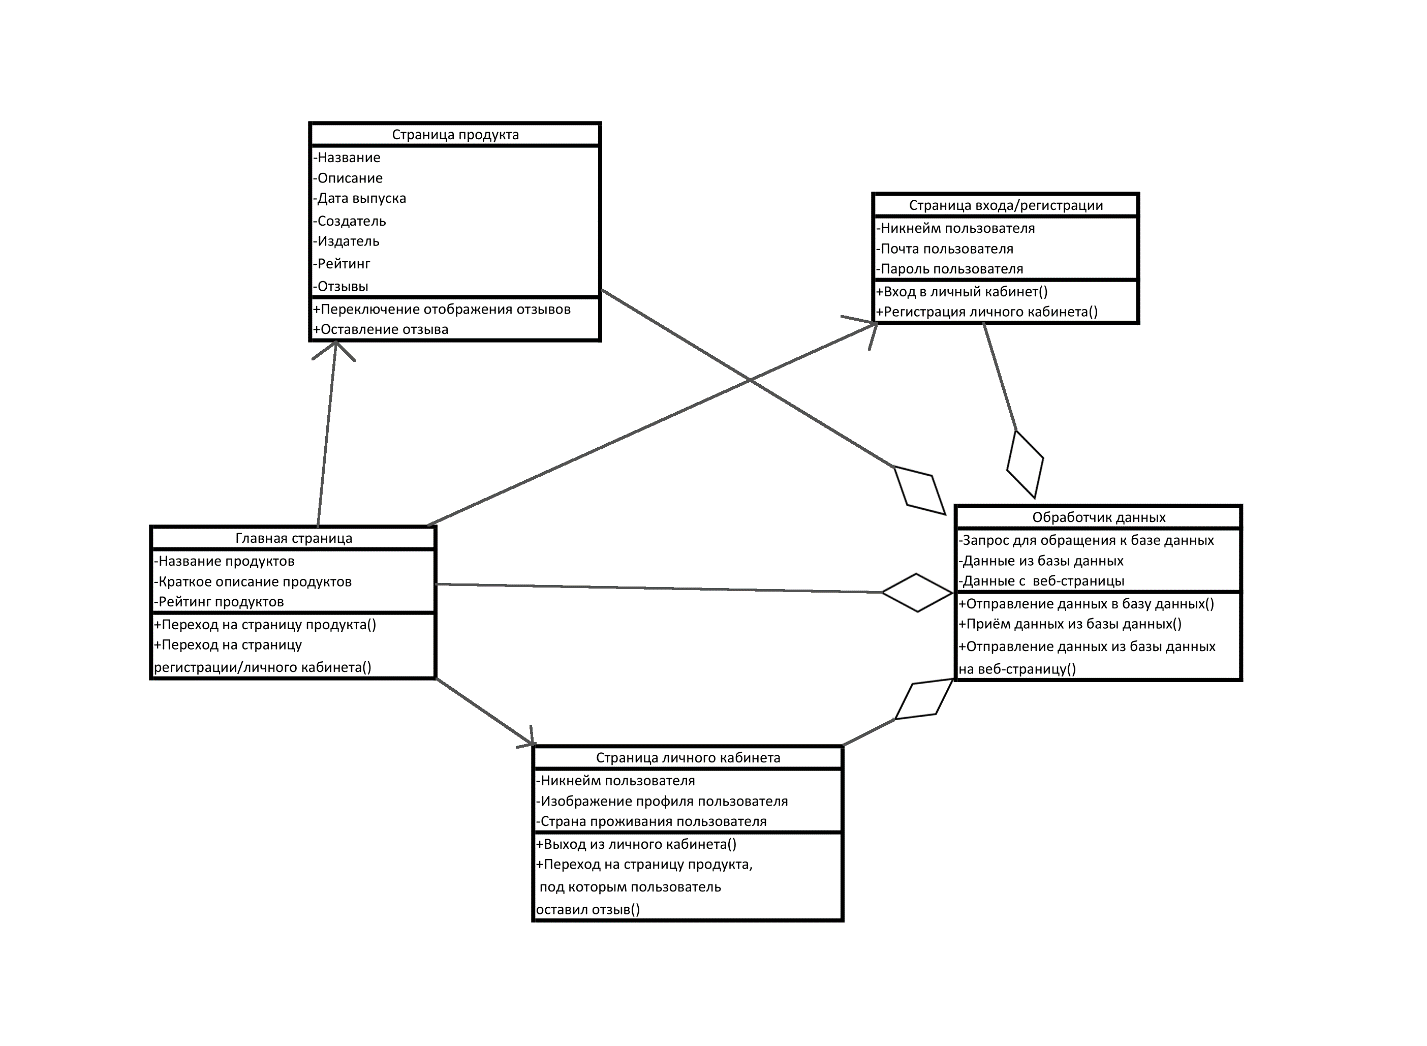 Страница продукта
-Название
-Описание
-Дата выпуска
-Создатель
-Издатель
-Рейтинг
-Отзывы
+Переключение отображения отзывов
+Оставление отзыва
Страница входа/регистрации
-Никнейм пользователя
-Почта пользователя
-Пароль пользователя
+Вход в личный кабинет()
+Регистрация личного кабинета()
Главная страница
-Название продуктов
-Краткое описание продуктов
-Рейтинг продуктов
+Переход на страницу продукта()
+Переход на страницу
регистрации/личного кабинета()
Обработчик данных
-Запрос для обращения к базе данных
-Данные из базы данных
-Данные с  веб-страницы
+Отправление данных в базу данных()
+Приём данных из базы данных()
+Отправление данных из базы данных
на веб-страницу()
Страница личного кабинета
-Никнейм пользователя
-Изображение профиля пользователя
-Страна проживания пользователя
+Выход из личного кабинета()
+Переход на страницу продукта,
под которым пользователь
оставил отзыв()